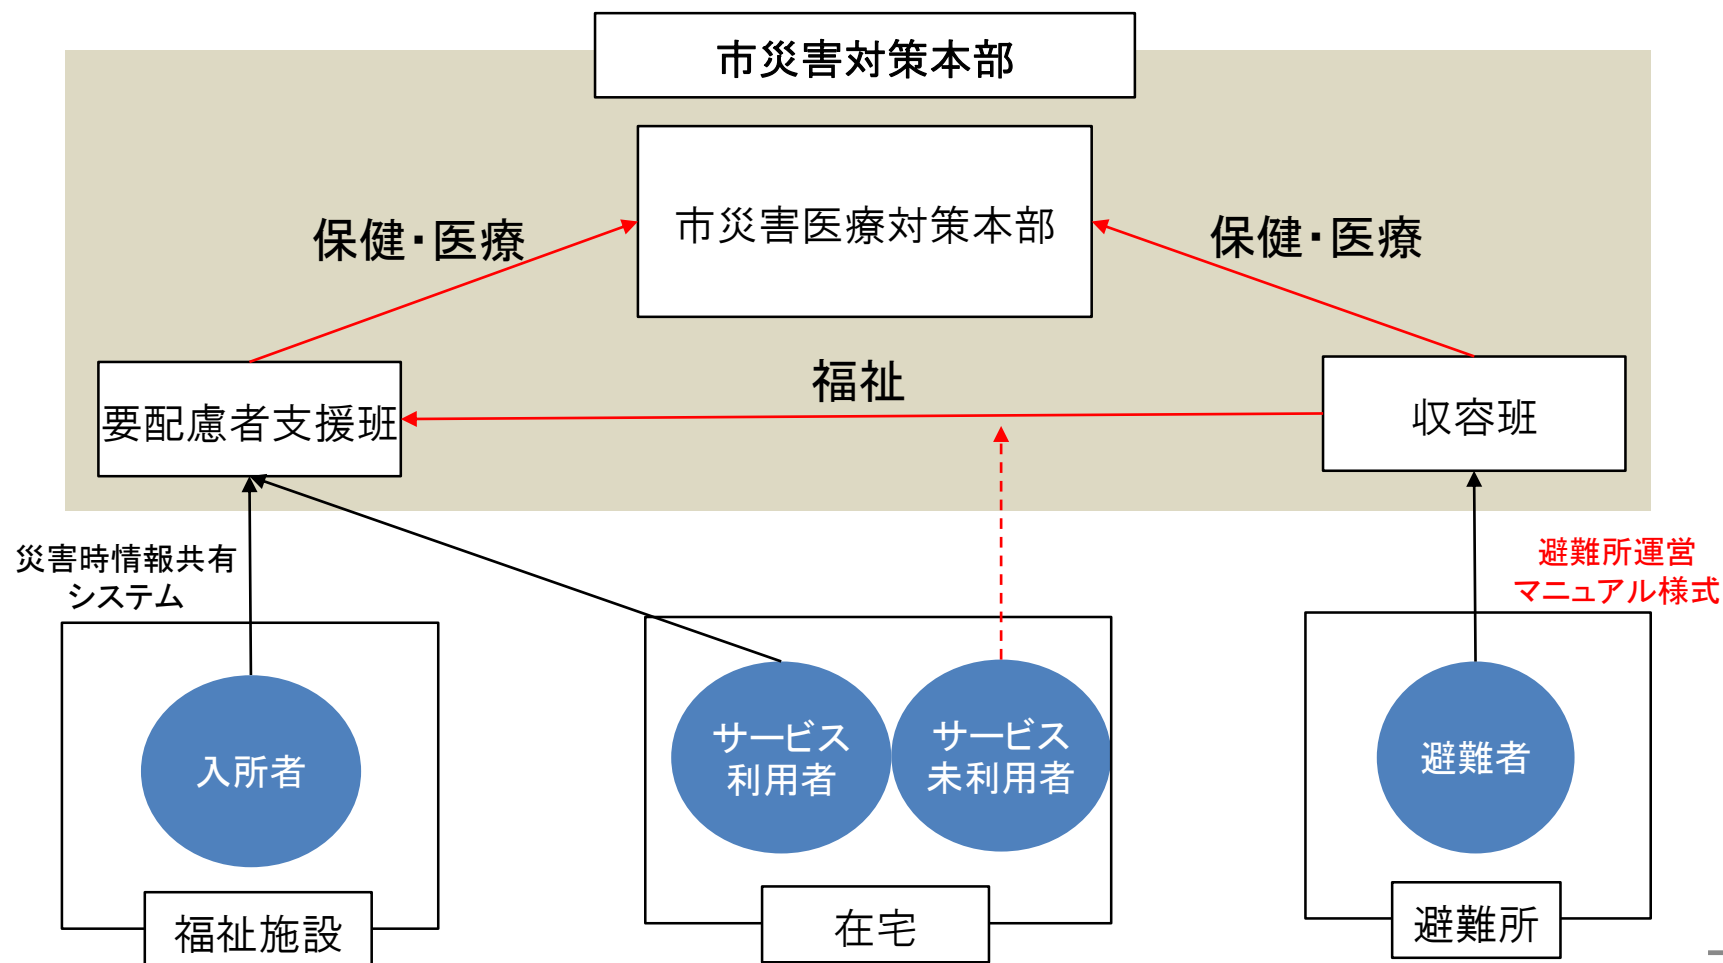 市災害対策本部
市災害医療対策本部
保健・医療
保健・医療
福祉
要配慮者支援班
収容班
災害時情報共有
システム
避難所運営
マニュアル様式
入所者
サービス
利用者
サービス
未利用者
避難者
福祉施設
在宅
避難所